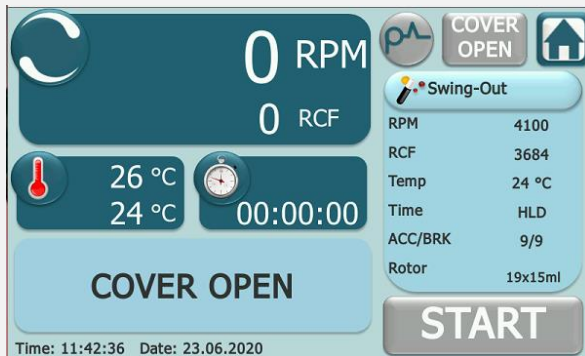 0 RPM
0 RCF
26 °C
24 °C
00:00:00
COVER OPEN
Time: 11:42:36 Date: 23.06.2020
COVER
OPEN
Swing-Out
RPM 4100
RCF 3684
Temp 24 °C
Time HLD
ACC/BRK 9/9
Rotor 19x15ml
START